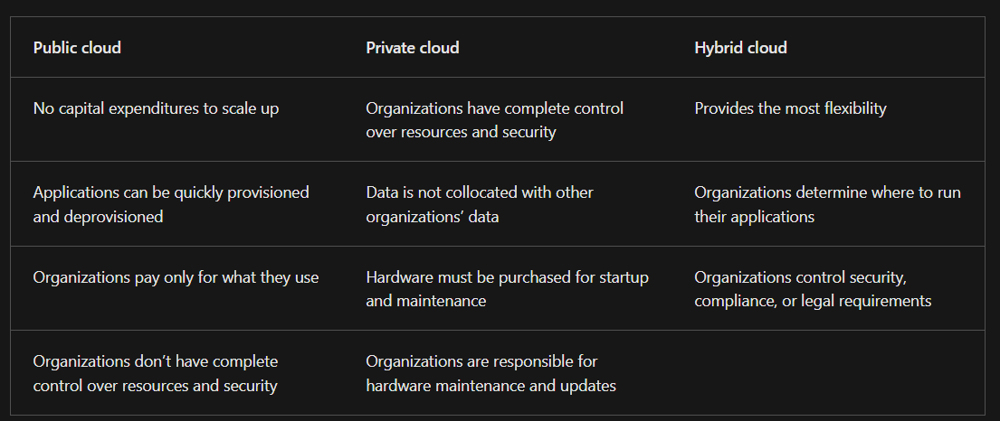 Public cloud
Private cloud
Hybrid cloud
No capital expenditures to scale up
Organizations have complete control
over resources and security
Provides the most flexibility
Applications can be quickly provisioned
and deprovisioned
Data is not collocated with other
organizations’ data
Organizations determine where to run
their applications
Organizations pay only for what they use
Hardware must be purchased for startup
and maintenance
Organizations control security,
compliance, or legal requirements
Organizations don’t have complete
control over resources and security
Organizations are responsible for
hardware maintenance and updates